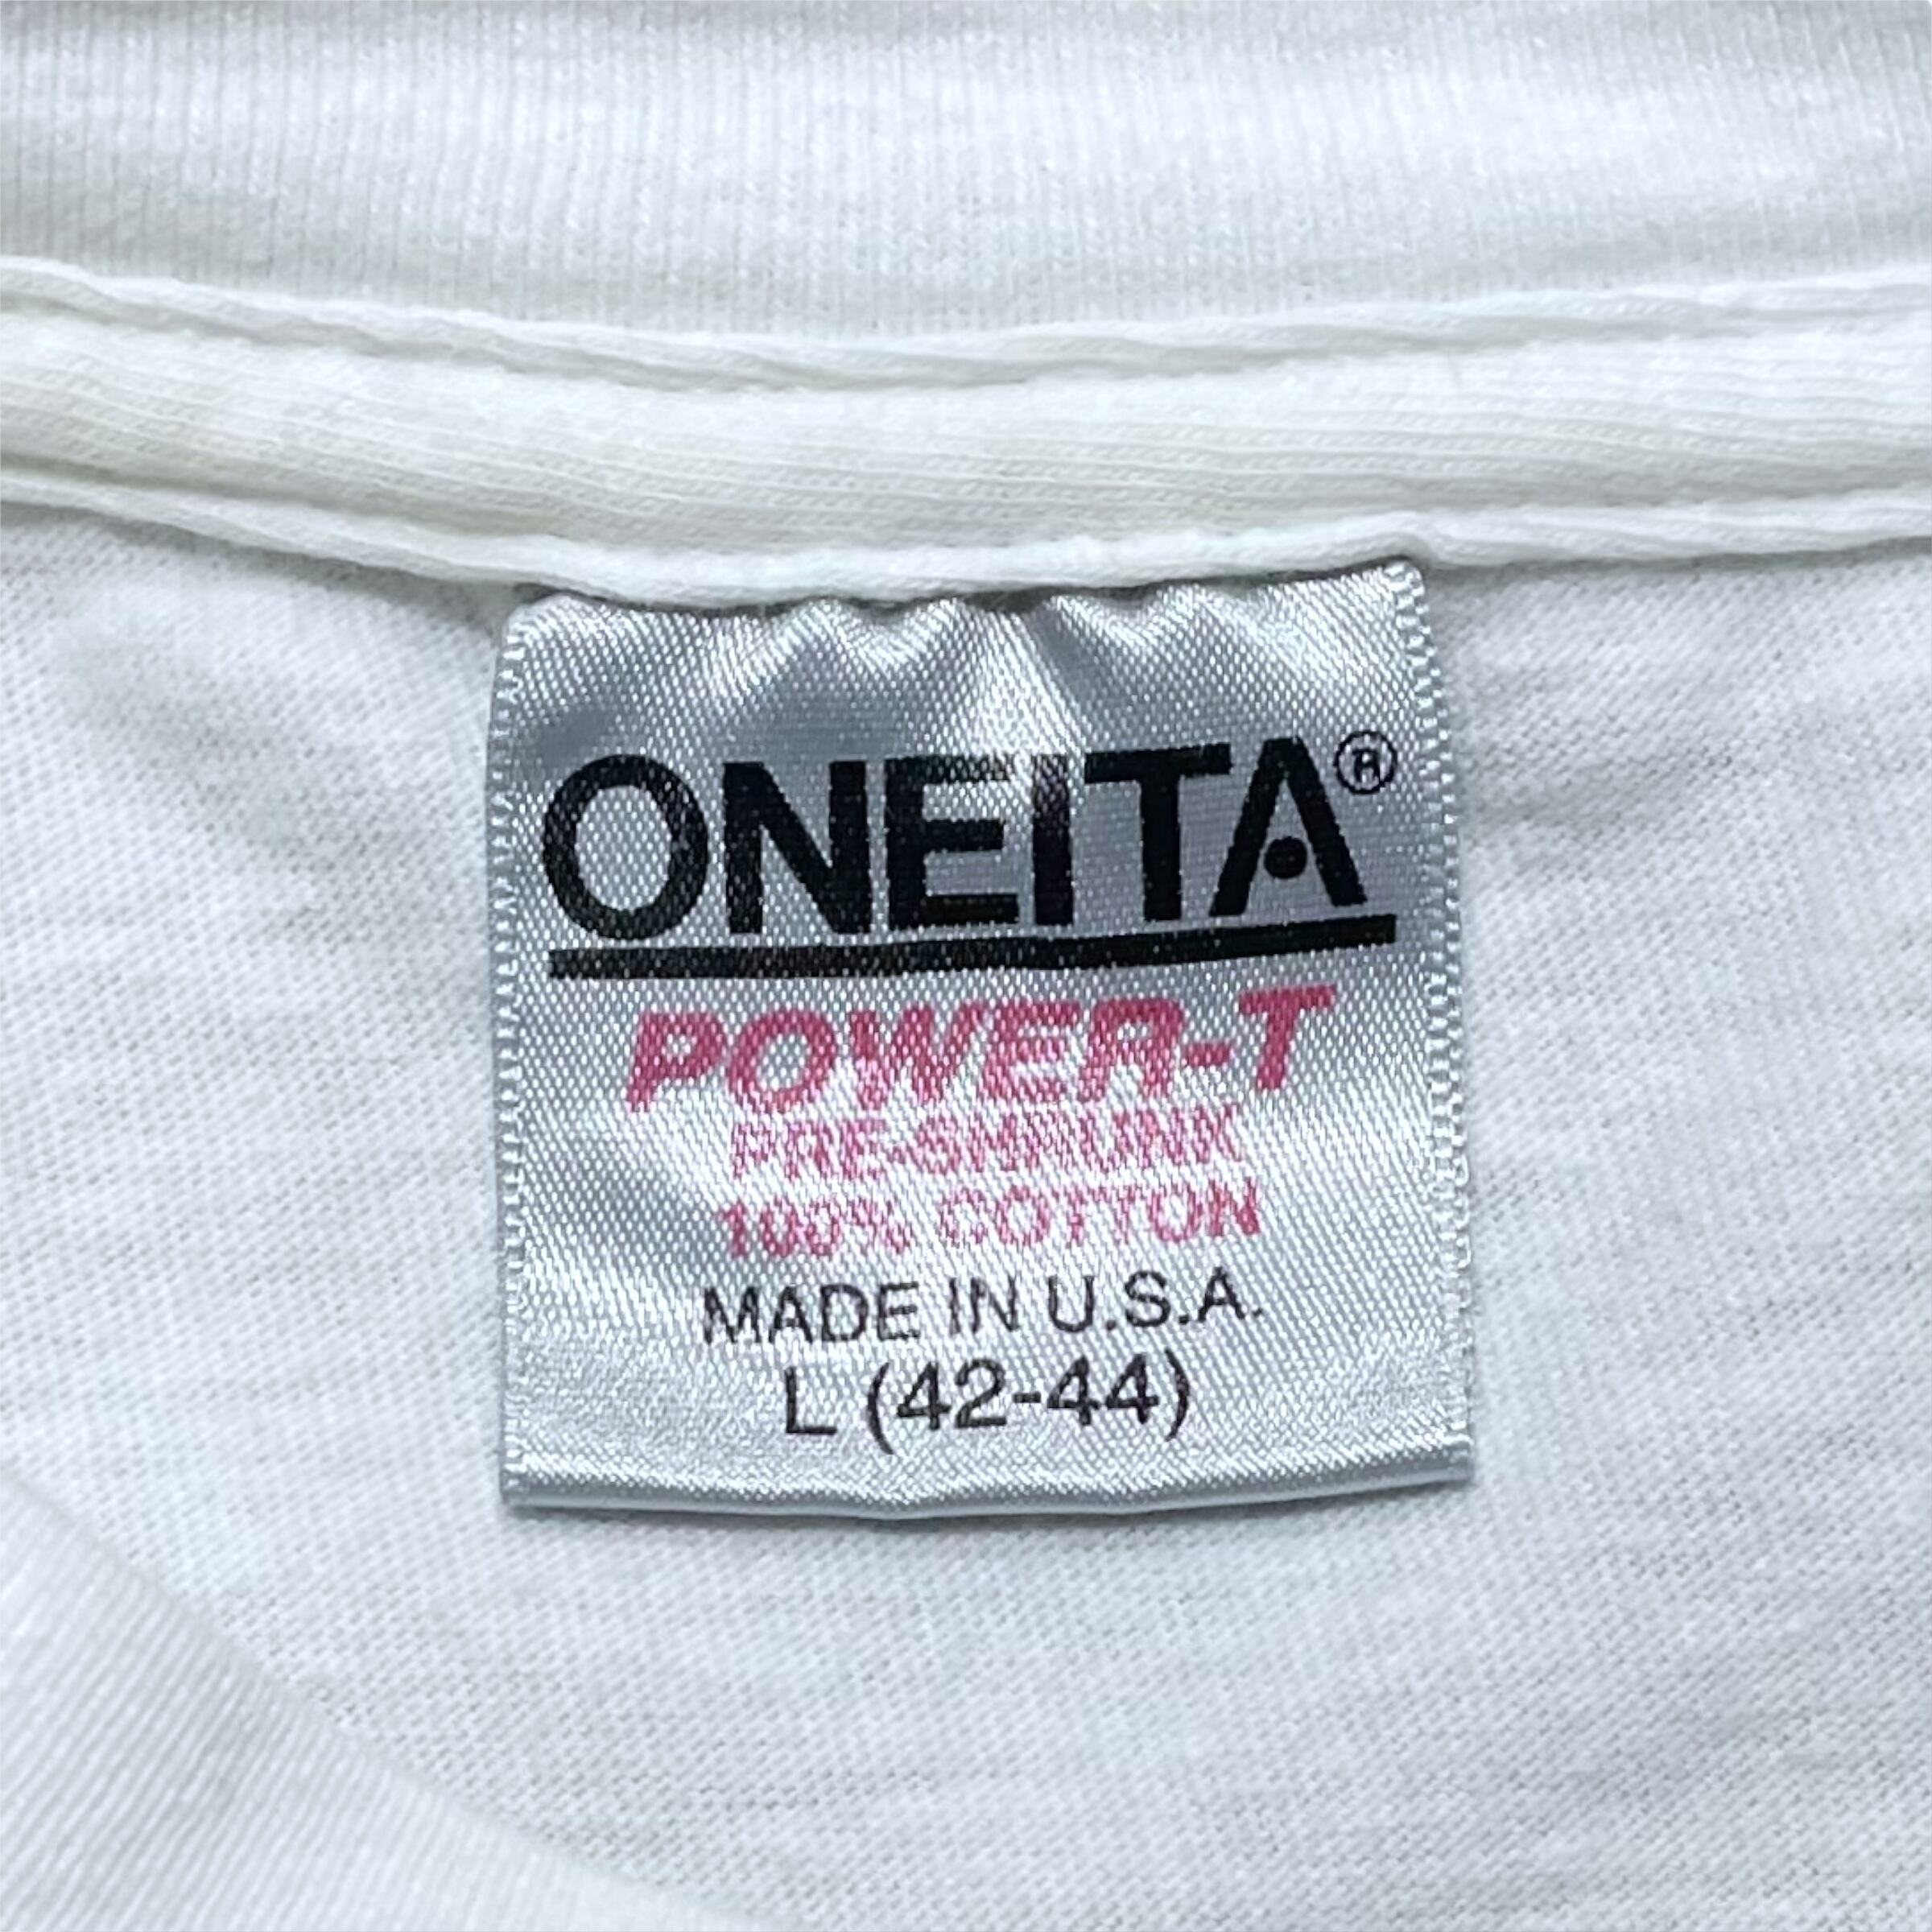 ONEITA®
POWER-T
PRE-SHRUNK
100% COTTON
MADE IN U.S.A.
L (42-44)